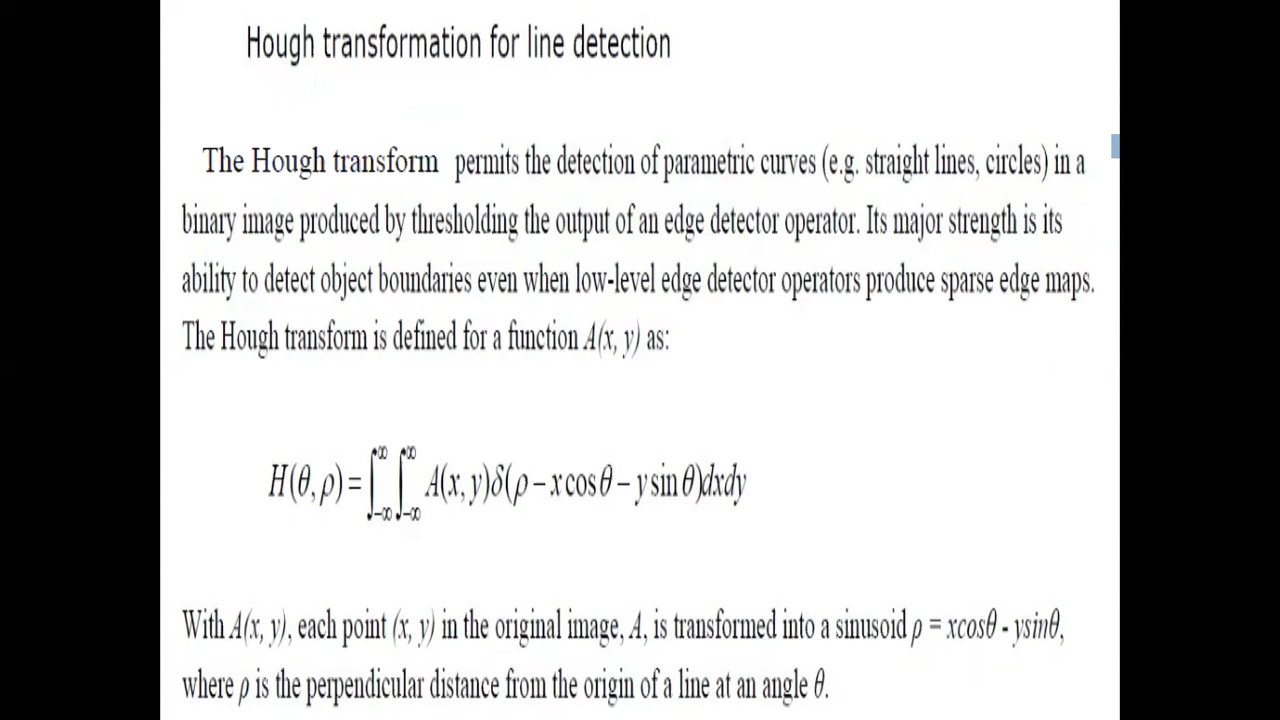 Hough transformation for line detection
The Hough transform permits the detection of parametric curves (e.g. straight lines, circles) in a
binary image produced by thresholding the output of an edge detector operator. Its major strength is its
ability to detect object boundaries even when low-level edge detector operators produce sparse edge maps.
The Hough transform is defined for a function A(x, y) as:
H(θ, ρ) = ∫_{-∞}^{∞} ∫_{-∞}^{∞} A(x, y)δ(ρ − x cos θ − y sin θ)dxdy
With A(x, y), each point (x, y) in the original image, A, is transformed into a sinusoid ρ = xcosθ - ysinθ,
where ρ is the perpendicular distance from the origin of a line at an angle θ.